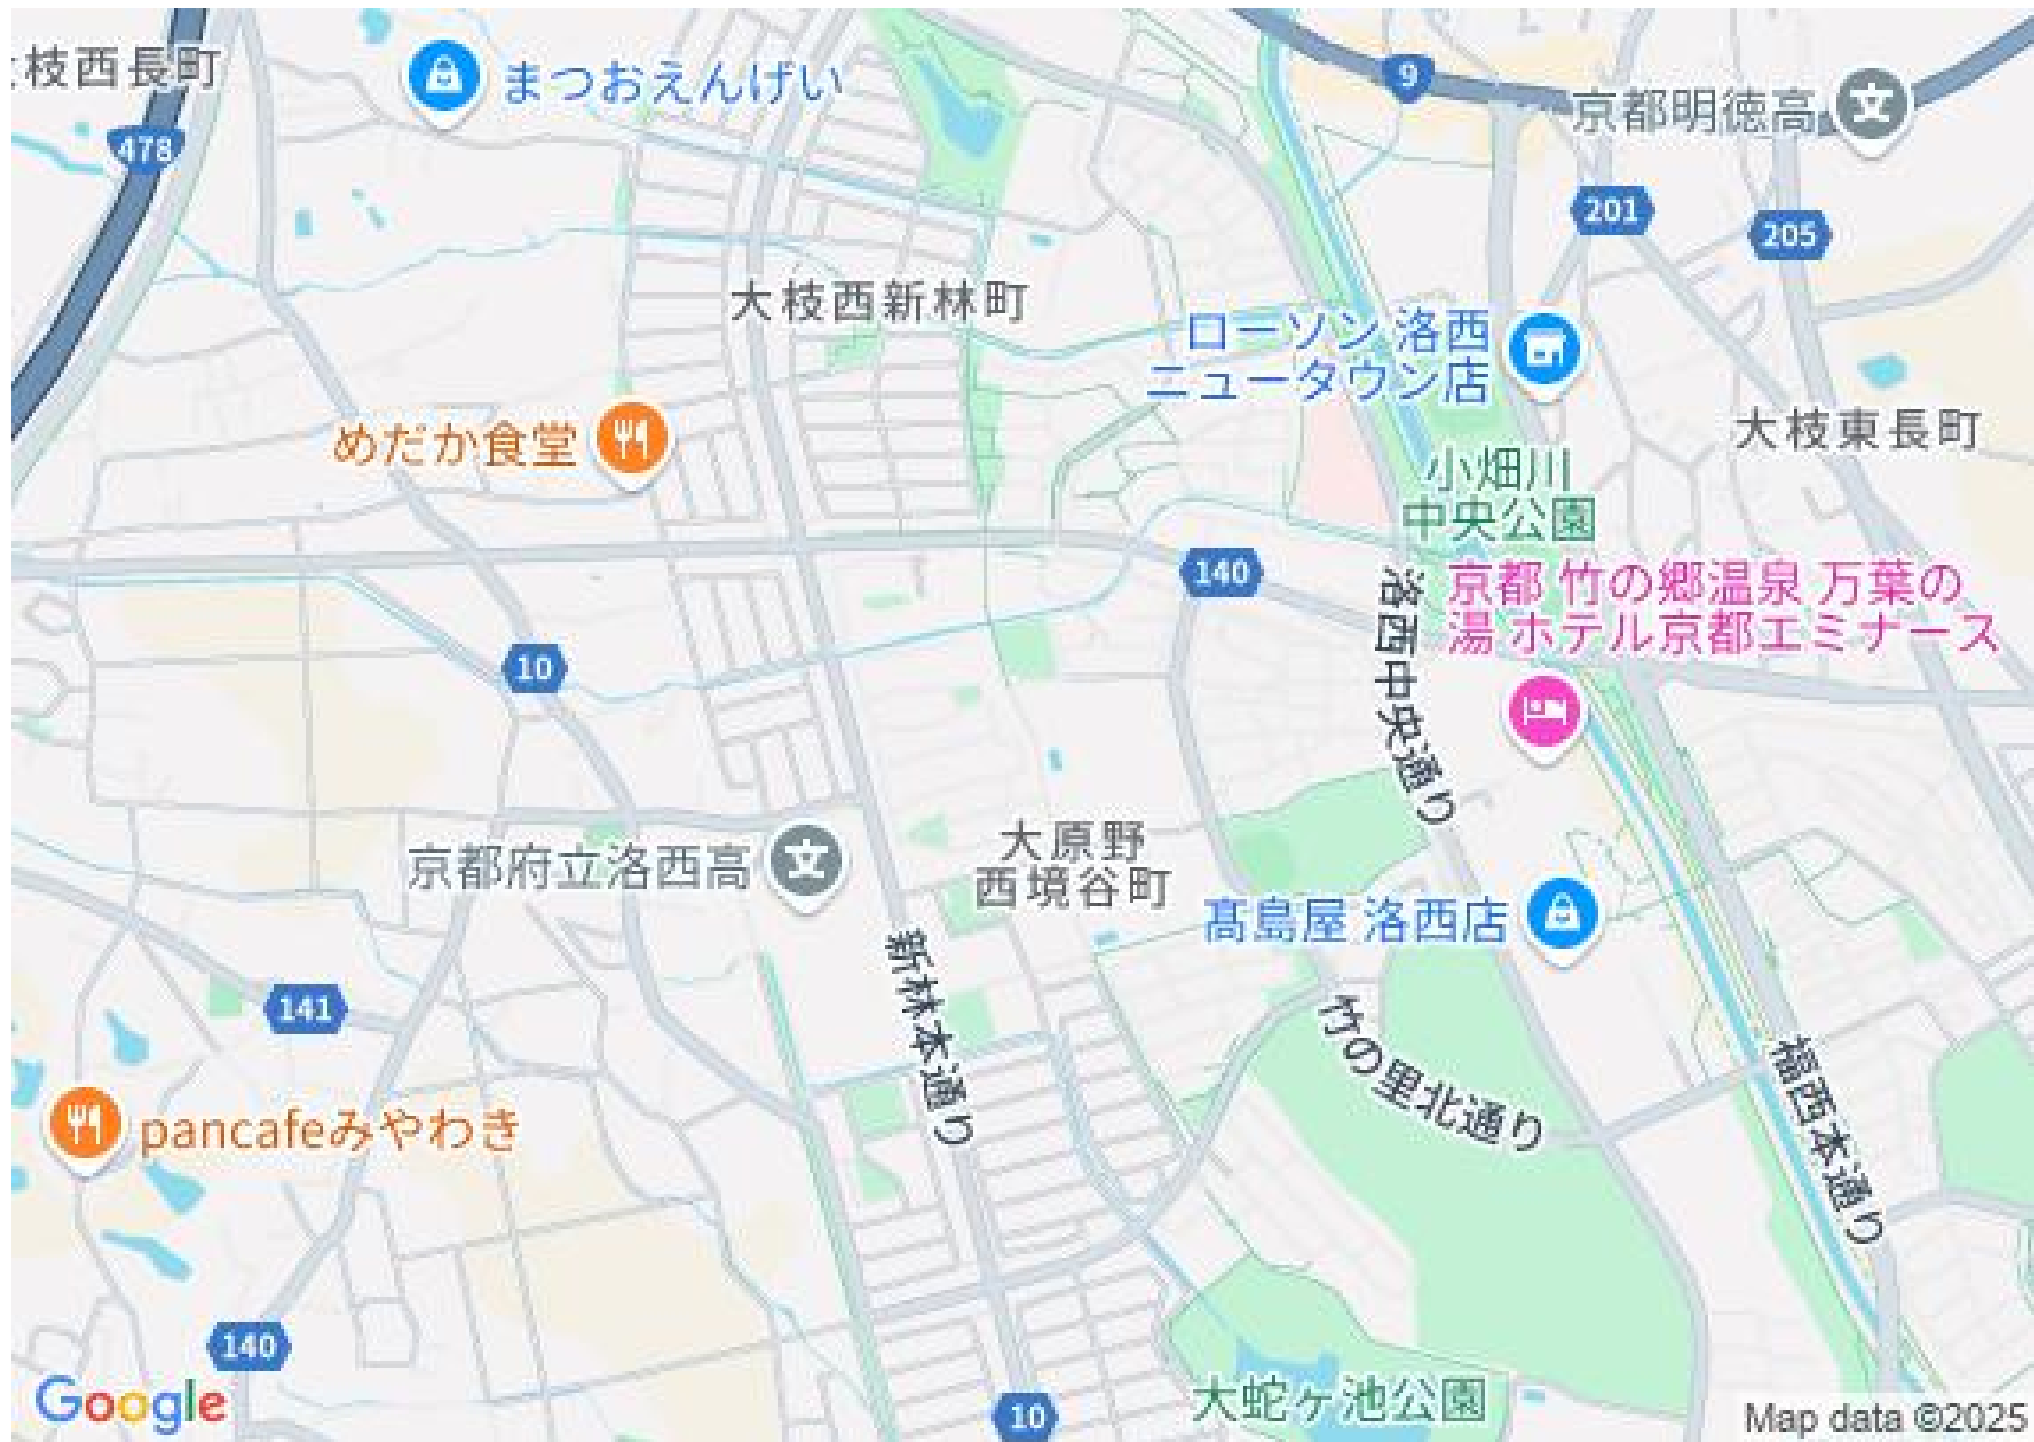 枝西長町
まつおえんげい
9
京都明徳高
478
201
205
大枝西新林町
ローソン 洛西
ニュータウン店
めだか食堂
大枝東長町
小畑川
中央公園
140
京都 竹の郷温泉 万葉の
湯 ホテル京都エミナース
10
洛西中央通り
京都府立洛西高
大原野
西境谷町
髙島屋 洛西店
141
新林本通り
竹の里北通り
福西本通り
pancafeみやわき
140
Google
大蛇ヶ池公園
10
Map data ©2025